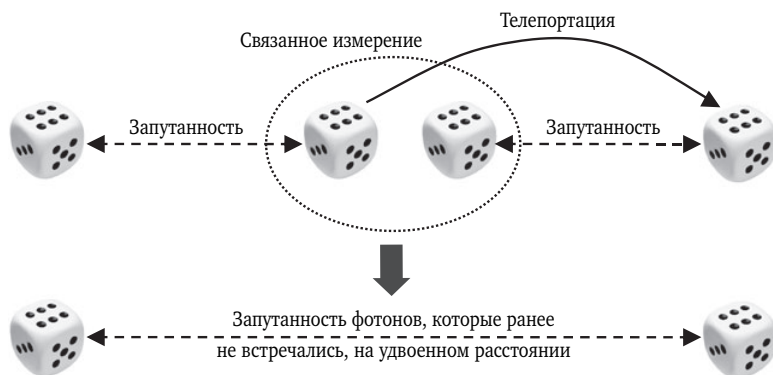 Телепортация
Связанное измерение
Запутанность
Запутанность
Запутанность фотонов, которые ранее
не встречались, на удвоенном расстоянии